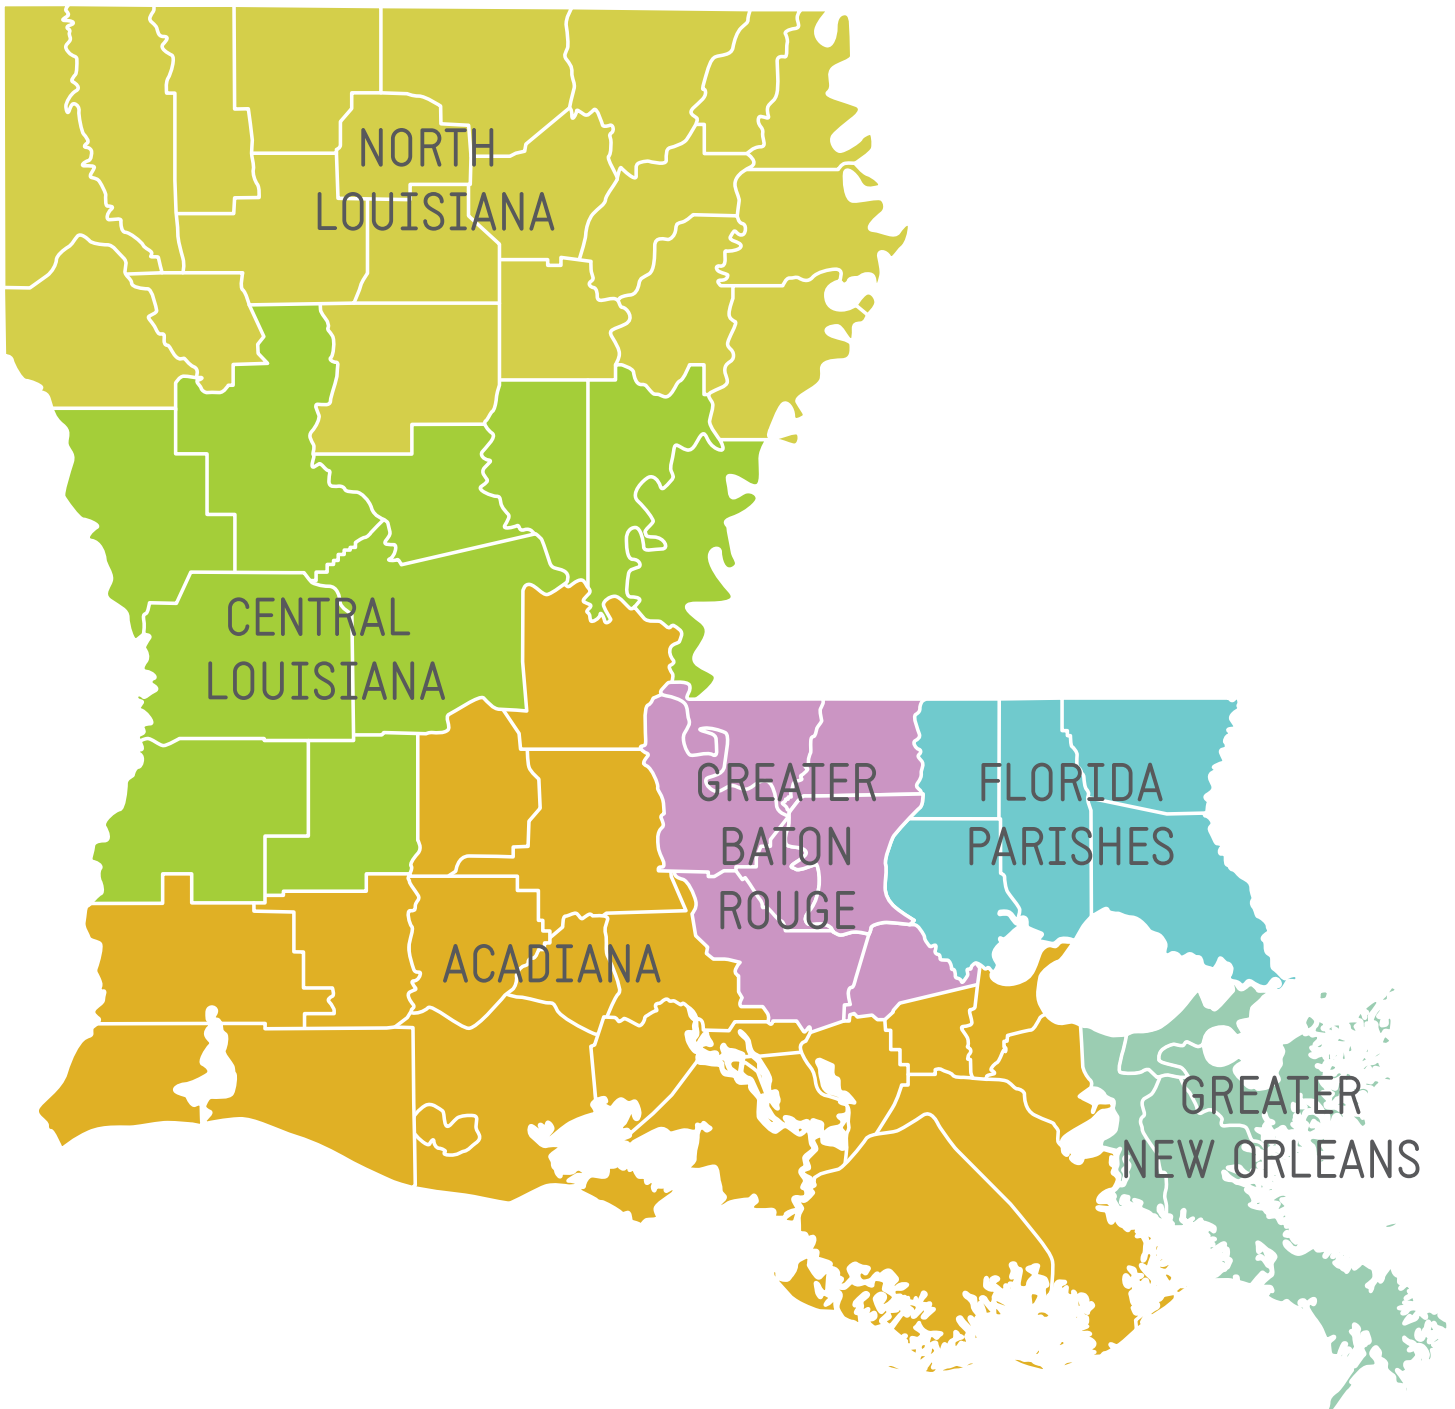 NORTH
LOUISIANA
CENTRAL
LOUISIANA
GREATER
BATON
ROUGE
FLORIDA
PARISHES
ACADIANA
GREATER
NEW ORLEANS